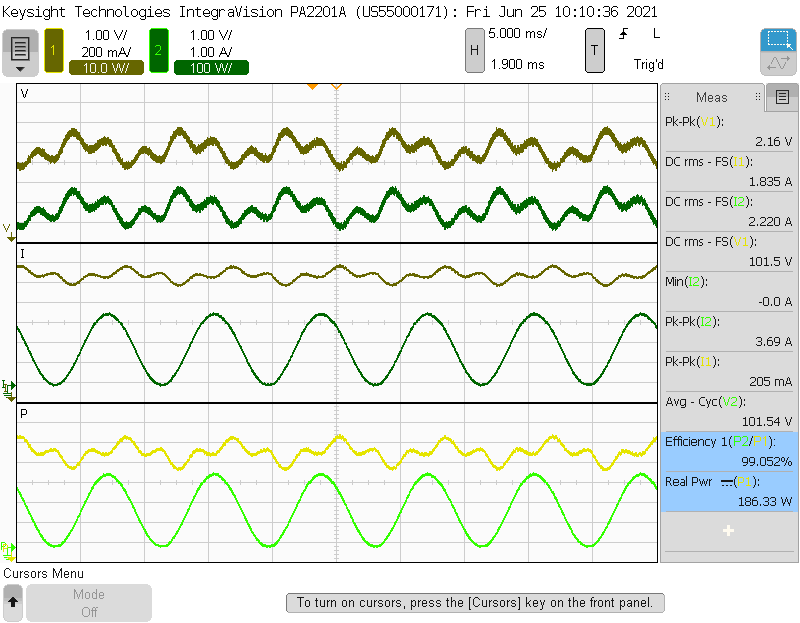 Keysight Technologies IntegraVision PA2201A (US55000171): Fri Jun 25 10:10:36 2021
1
1.00 V/
200 mA/
10.0 W/
2
1.00 V/
1.00 A/
100 W/
H
5.000 ms/
1.900 ms
T
L
Trig'd
V
V
I
I
P
P
Meas
Pk-Pk(V1):
2.16 V
DC rms - FS(I1):
1.835 A
DC rms - FS(I2):
2.220 A
DC rms - FS(V1):
101.5 V
Min(I2):
-0.0 A
Pk-Pk(I2):
3.69 A
Pk-Pk(I1):
205 mA
Avg - Cyc(V2):
101.54 V
Efficiency 1(P2/P ):
99.052%
Real Pwr (P1):
186.33 W
Cursors Menu
Mode
Off
To turn on cursors, press the [Cursors] key on the front panel.